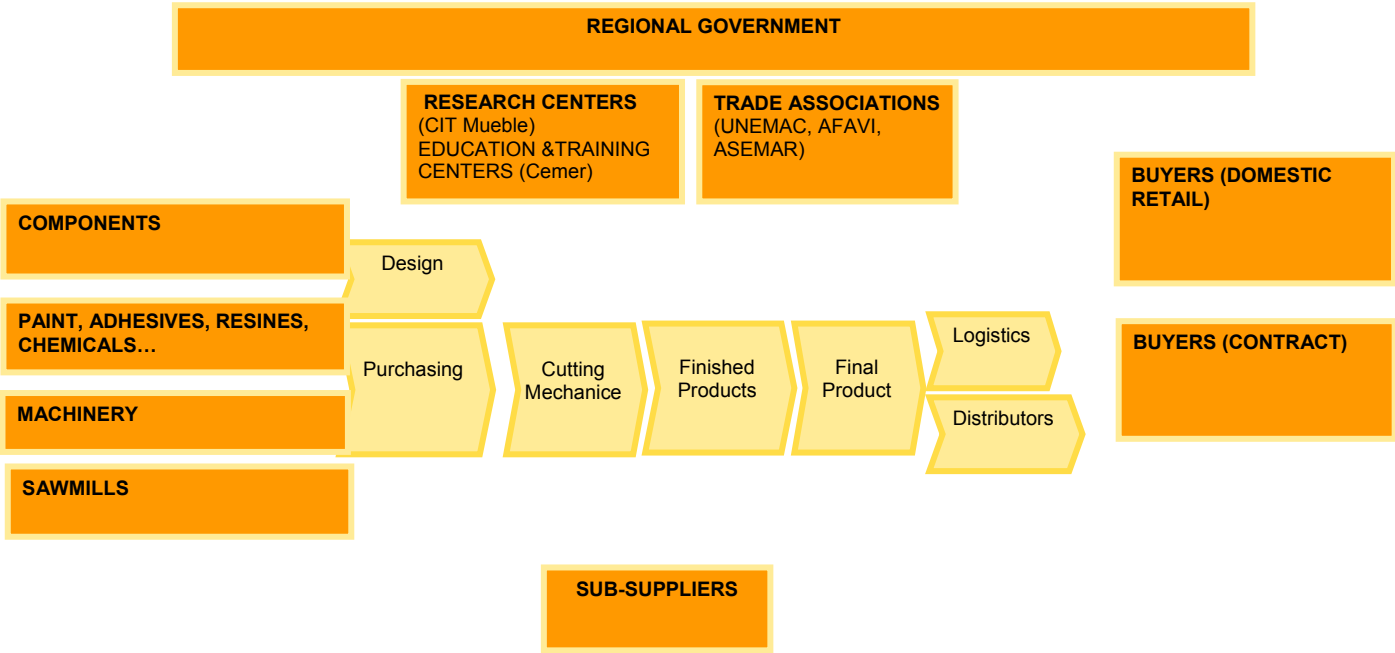 REGIONAL GOVERNMENT
RESEARCH CENTERS
(CIT Mueble)
EDUCATION &TRAINING
CENTERS (Cemer)
TRADE ASSOCIATIONS
(UNEMAC, AFAVI,
ASEMAR)
BUYERS (DOMESTIC
RETAIL)
COMPONENTS
Design
PAINT, ADHESIVES, RESINES,
CHEMICALS…
Purchasing
Cutting
Mechanice
Finished
Products
Final
Product
Logistics
Distributors
BUYERS (CONTRACT)
MACHINERY
SAWMILLS
SUB-SUPPLIERS